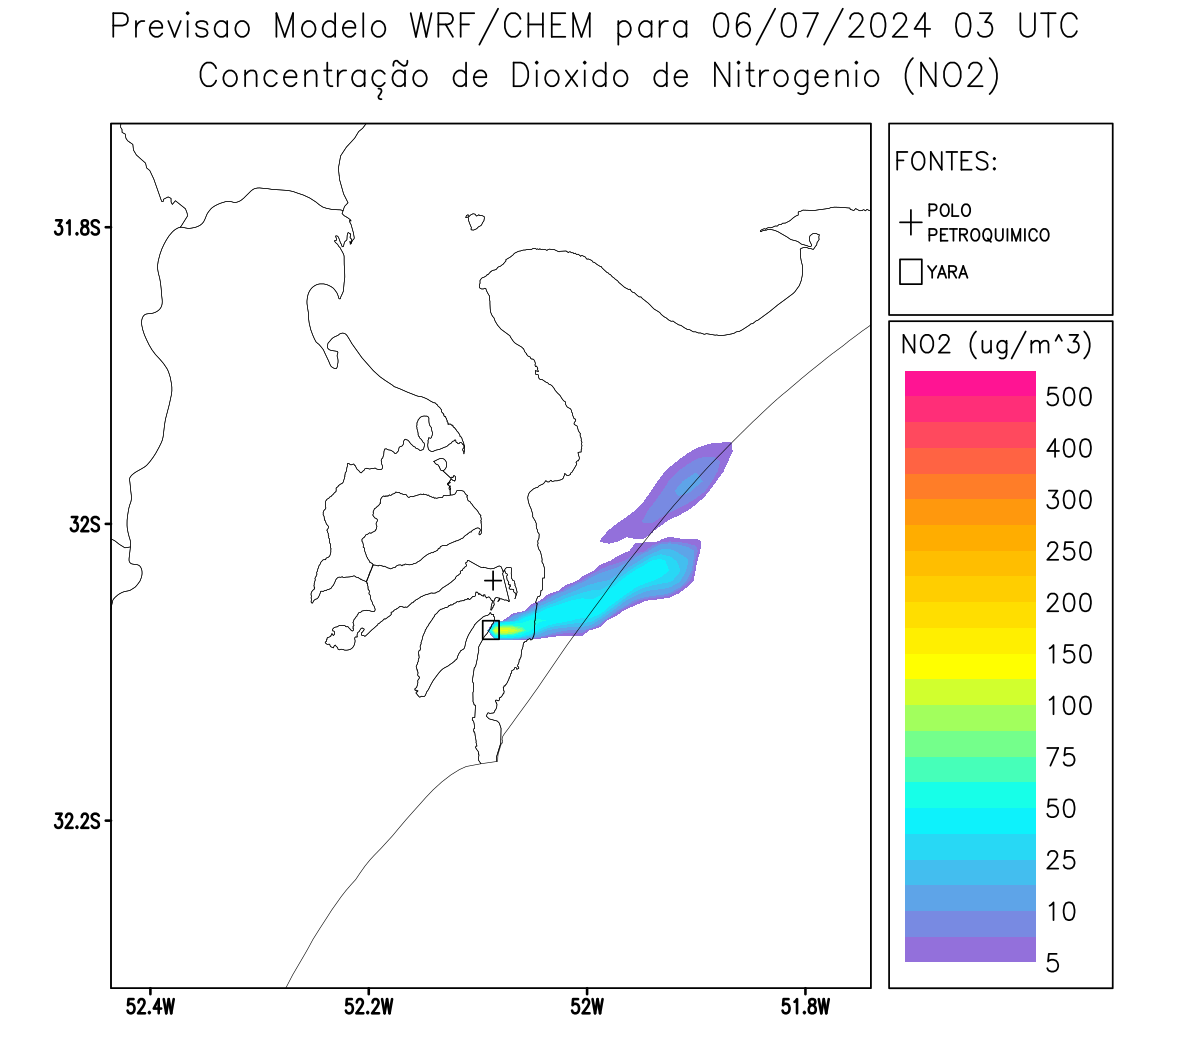 Previsao Modelo WRF/CHEM para 06/07/2024 03 UTC
Concentração de Dioxido de Nitrogenio (NO2)
FONTES:
POLO
PETROQUIMICO
YARA
NO2 (ug/m^3)
500
400
300
250
200
150
100
75
50
25
10
5
31.8S
32S
32.2S
52.4W
52.2W
52W
51.8W